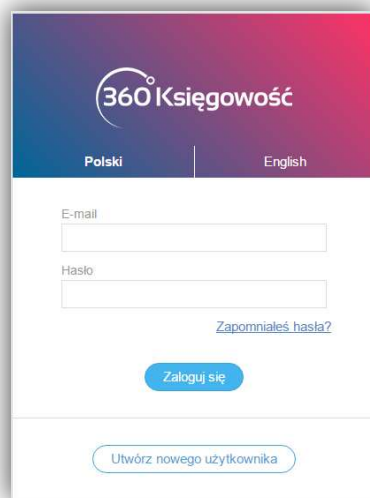 360 Księgowość
Polski
English
E-mail
Hasło
Zapomniałeś hasła?
Zaloguj się
Utwórz nowego użytkownika